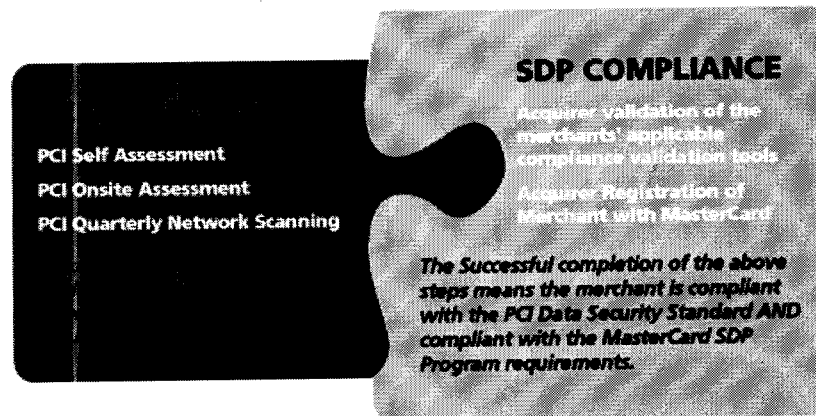 PCI Self Assessment
PCI Onsite Assessment
PCI Quarterly Network Scanning
SDP COMPLIANCE
Acquirer validation of the
merchants' applicable
compliance validation tools
Acquirer Registration of
Merchant with MasterCard
The Successful completion of the above
steps means the merchant is compliant
with the PCI Data Security Standard AND
compliant with the MasterCard SDP
Program requirements.